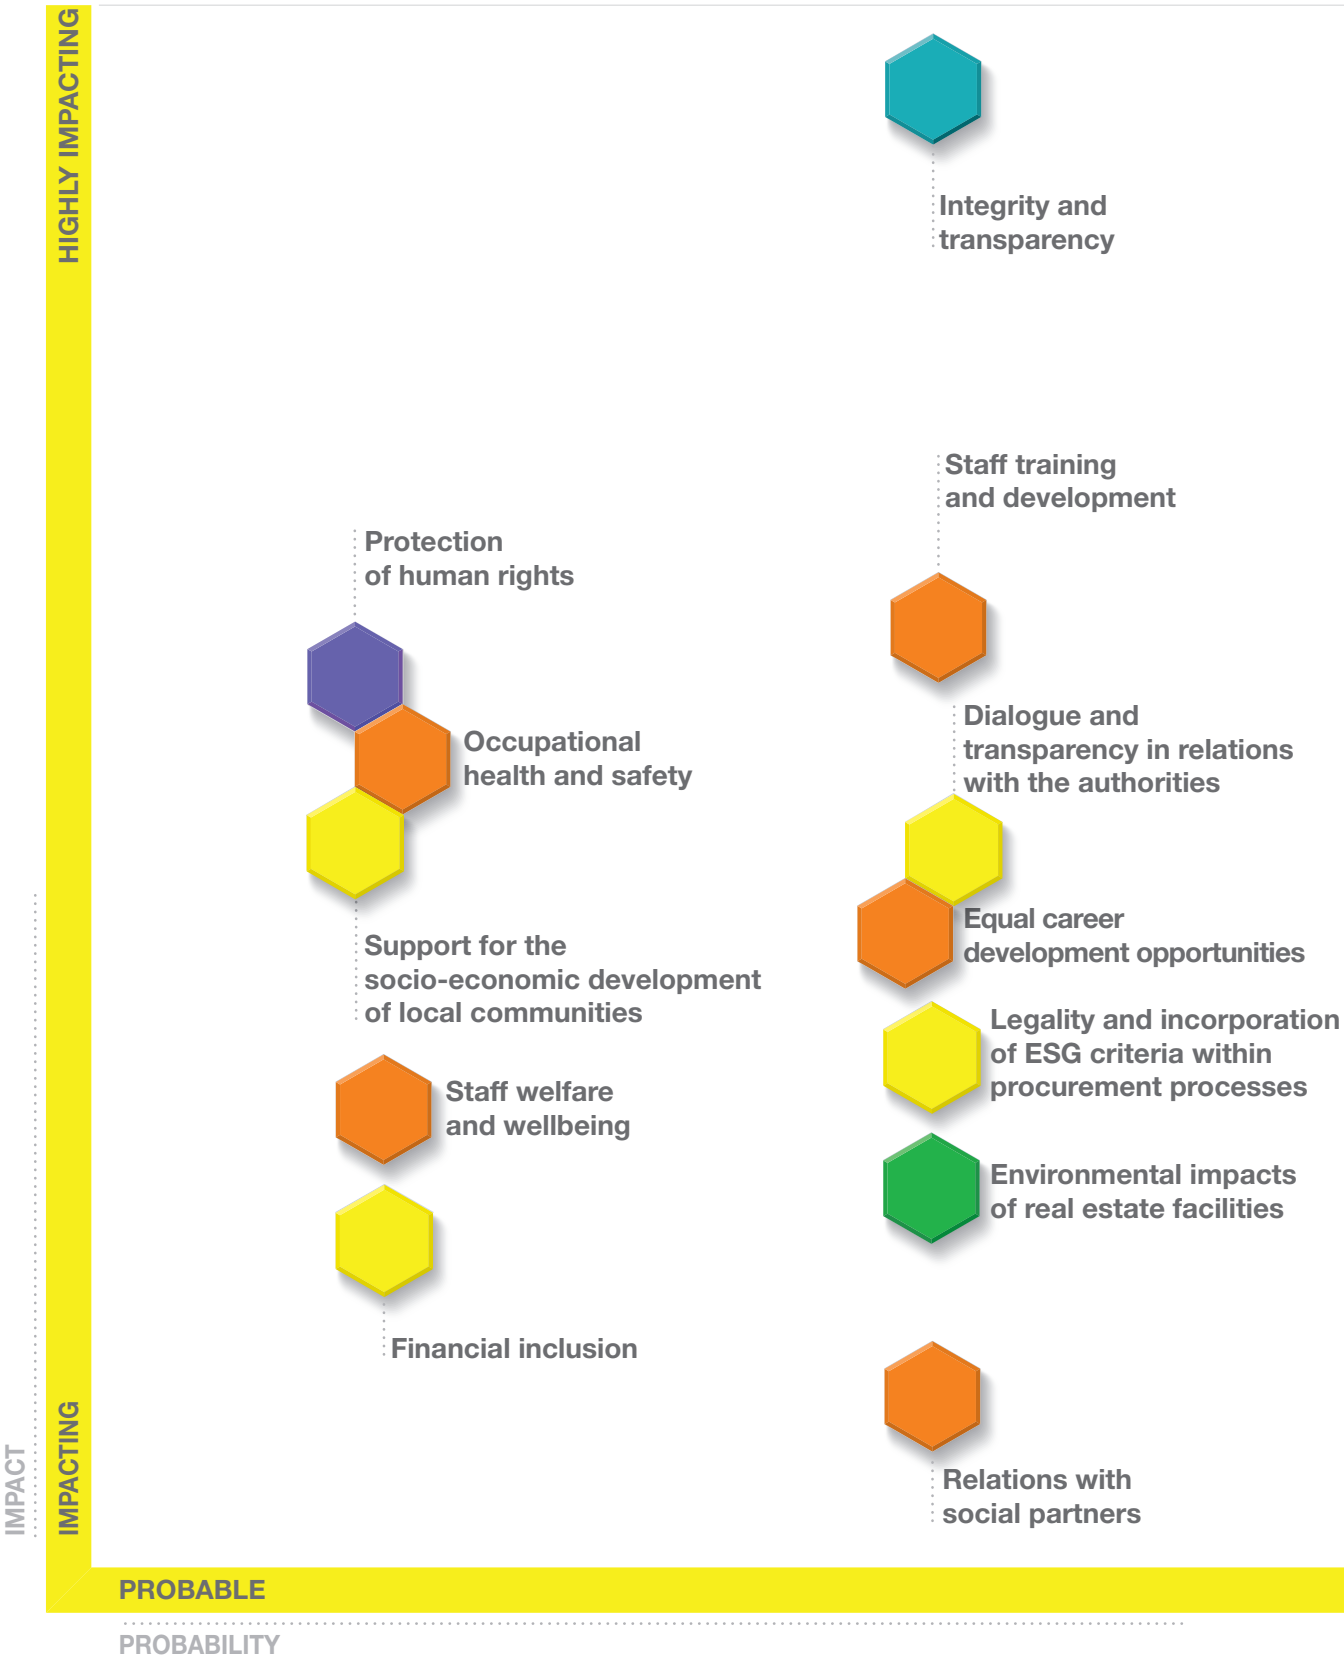 HIGHLY IMPACTING
Integrity and
transparency
Staff training
and development
Protection
of human rights
Dialogue and
transparency in relations
with the authorities
Occupational
health and safety
Equal career
development opportunities
Support for the
socio-economic development
of local communities
Legality and incorporation
of ESG criteria within
procurement processes
Staff welfare
and wellbeing
Environmental impacts
of real estate facilities
Financial inclusion
Relations with
social partners
IMPACT
IMPACTING
PROBABLE
PROBABILITY